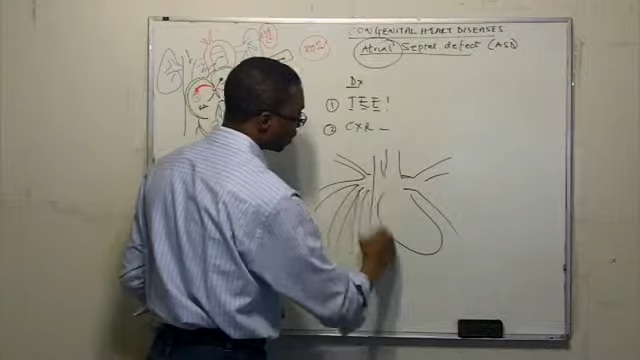 CONGENITAL HEART DISEASES
Atrial Septal defect (ASD)
Dx
① TEE!
② CXR –